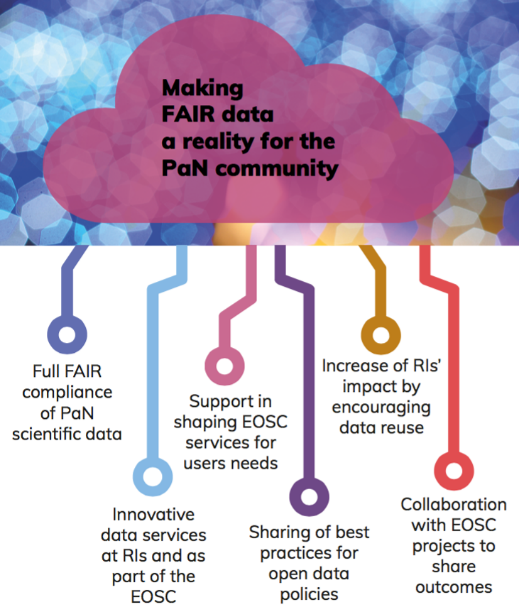 Making
FAIR data
a reality for the
PaN community
Full FAIR
compliance
of PaN
scientific data
Innovative
data services
at RIs and as
part of the
EOSC
Support in
shaping EOSC
services for
users needs
Sharing of best
practices for
open data
policies
Increase of RIs'
impact by
encouraging
data reuse
Collaboration
with EOSC
projects to
share
outcomes